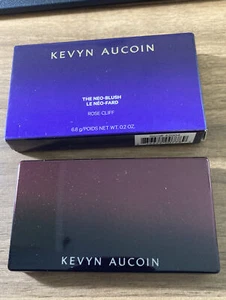 KEVYN AUCOIN
THE NEO-BLUSH
LE NÉO-FARD
ROSE-CLIFF
6.8 g/POIDS NET WT. 0.2 OZ.
KEVYN AUCOIN